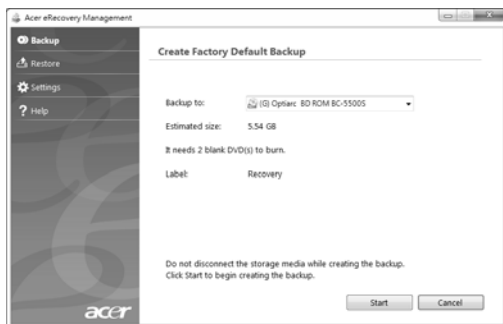 Acer eRecovery Management
Backup
Restore
Settings
Help
Create Factory Default Backup
Backup to: (G) Optiarc BD ROM BC-5500S
Estimated size: 5.54 GB
It needs 2 blank DVD(s) to burn.
Label: Recovery
Do not disconnect the storage media while creating the backup.
Click Start to begin creating the backup.
Start Cancel
acer